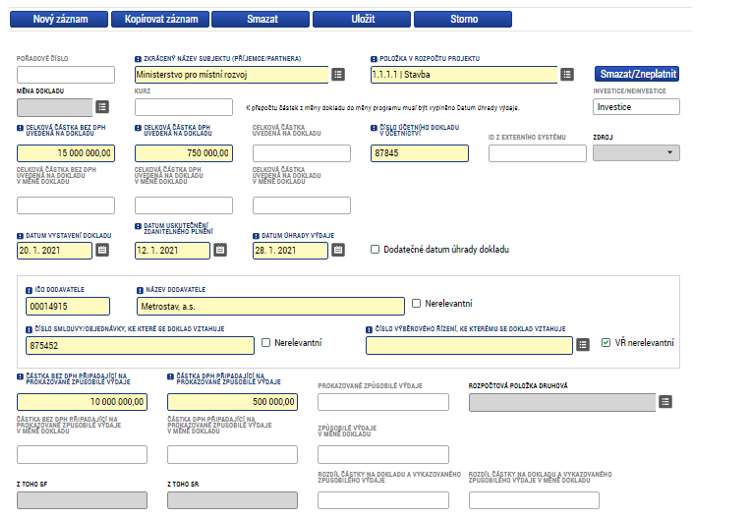 Nový záznam Kopírovat záznam Smazat Uložit Storno
POŘADOVÉ ČÍSLO ZKRÁCENÝ NÁZEV SUBJEKTU (PŘÍJEMCE/PARTNERA) POLOŽKA V ROZPOČTU PROJEKTU
Ministerstvo pro místní rozvoj 1.1.1.1 | Stavba Smazat/Zneplatnit
MĚNA DOKLADU KURZ INVESTICE/NEINVESTICE
K přepočtu částek z měny dokladu do měny programu musí být vyplněno Datum úhrady výdaje. Investice
CELKOVÁ ČÁSTKA BEZ DPH CELKOVÁ ČÁSTKA DPH CELKOVÁ ČÁSTKA ČÍSLO ÚČETNÍHO DOKLADU
UVEDENÁ NA DOKLADU UVEDENÁ NA DOKLADU UVEDENÁ NA DOKLADU V ÚČETNICTVÍ ID Z EXTERNÍHO SYSTÉMU ZDROJ
15 000 000,00 750 000,00 87845
CELKOVÁ ČÁSTKA BEZ DPH CELKOVÁ ČÁSTKA DPH CELKOVÁ ČÁSTKA
UVEDENÁ NA DOKLADU UVEDENÁ NA DOKLADU UVEDENÁ NA DOKLADU
V MĚNĚ DOKLADU V MĚNĚ DOKLADU V MĚNĚ DOKLADU
DATUM USKUTEČNĚNÍ
DATUM VYSTAVENÍ DOKLADU ZDANITELNÉHO PLNĚNÍ DATUM ÚHRADY VÝDAJE
20. 1. 2021 12. 1. 2021 28. 1. 2021 Dodatečné datum úhrady dokladu
IČO DODAVATELE NÁZEV DODAVATELE
00014915 Metrostav, a.s. Nerelevantní
ČÍSLO SMLOUVY/OBJEDNÁVKY, KE KTERÉ SE DOKLAD VZTAHUJE ČÍSLO VÝBĚROVÉHO ŘÍZENÍ, KE KTERÉMU SE DOKLAD VZTAHUJE
875452 Nerelevantní VŘ nerelevantní
ČÁSTKA BEZ DPH PŘIPADAJÍCÍ NA ČÁSTKA DPH PŘIPADAJÍCÍ NA
PROKAZOVANÉ ZPŮSOBILÉ VÝDAJE PROKAZOVANÉ ZPŮSOBILÉ VÝDAJE PROKAZOVANÉ ZPŮSOBILÉ VÝDAJE ROZPOČTOVÁ POLOŽKA DRUHOVÁ
10 000 000,00 500 000,00
ČÁSTKA BEZ DPH PŘIPADAJÍCÍ NA ČÁSTKA DPH PŘIPADAJÍCÍ NA
PROKAZOVANÉ ZPŮSOBILÉ VÝDAJE PROKAZOVANÉ ZPŮSOBILÉ VÝDAJE ZPŮSOBILÉ VÝDAJE
V MĚNĚ DOKLADU V MĚNĚ DOKLADU V MĚNĚ DOKLADU
ROZDÍL ČÁSTKY NA DOKLADU A VYKAZOVANÉHO ROZDÍL ČÁSTKY NA DOKLADU A VYKAZOVANÉHO
Z TOHO SF Z TOHO SR ZPŮSOBILÉHO VÝDAJE ZPŮSOBILÉHO VÝDAJE V MĚNĚ DOKLADU